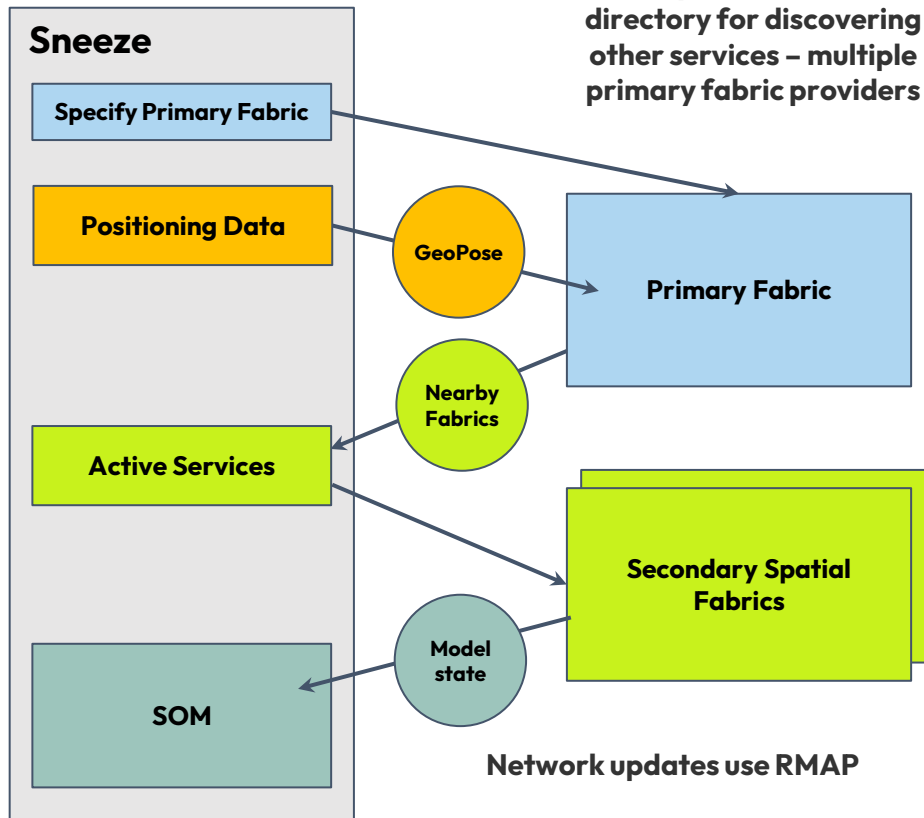 Sneeze
directory for discovering
other services – multiple
primary fabric providers
Specify Primary Fabric
Positioning Data
GeoPose
Primary Fabric
Nearby
Fabrics
Active Services
Secondary Spatial
Fabrics
Model
state
SOM
Network updates use RMAP